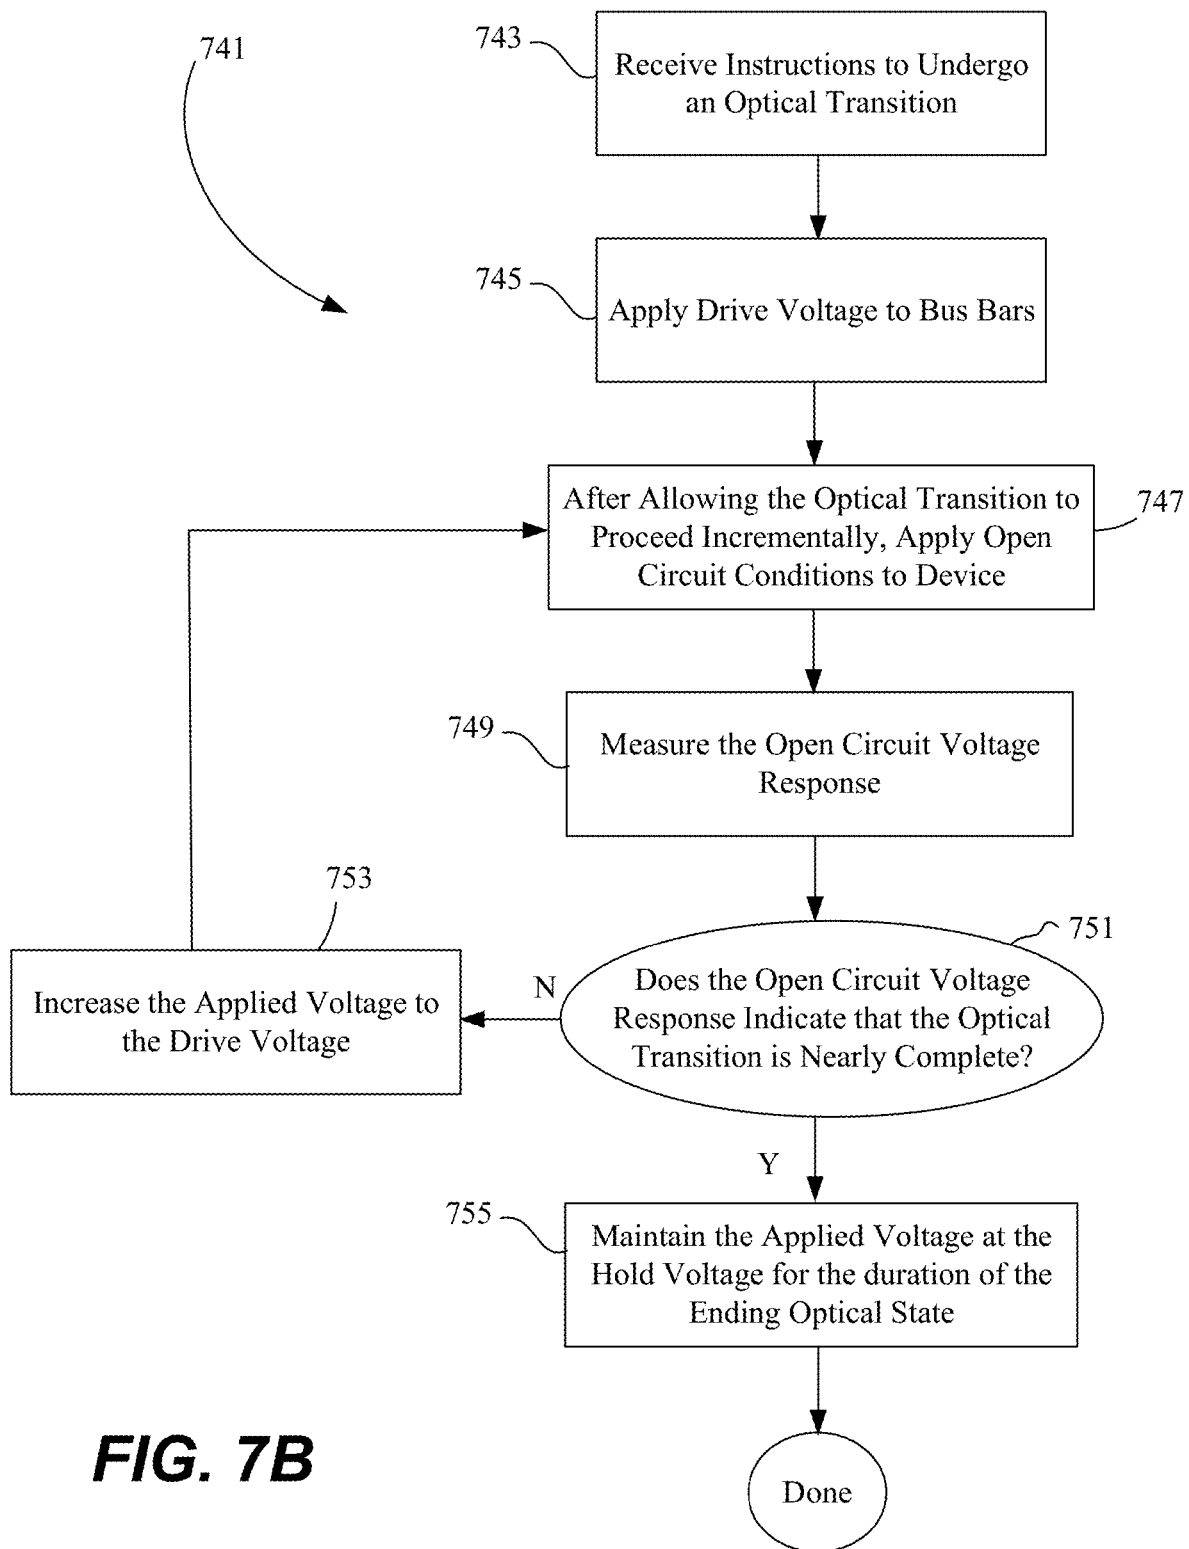 741
743
Receive Instructions to Undergo
an Optical Transition
745
Apply Drive Voltage to Bus Bars
After Allowing the Optical Transition to
Proceed Incrementally, Apply Open
Circuit Conditions to Device
747
749
Measure the Open Circuit Voltage
Response
753
Increase the Applied Voltage to
the Drive Voltage
N
751
Does the Open Circuit Voltage
Response Indicate that the Optical
Transition is Nearly Complete?
Y
755
Maintain the Applied Voltage at the
Hold Voltage for the duration of the
Ending Optical State
Done
FIG. 7B